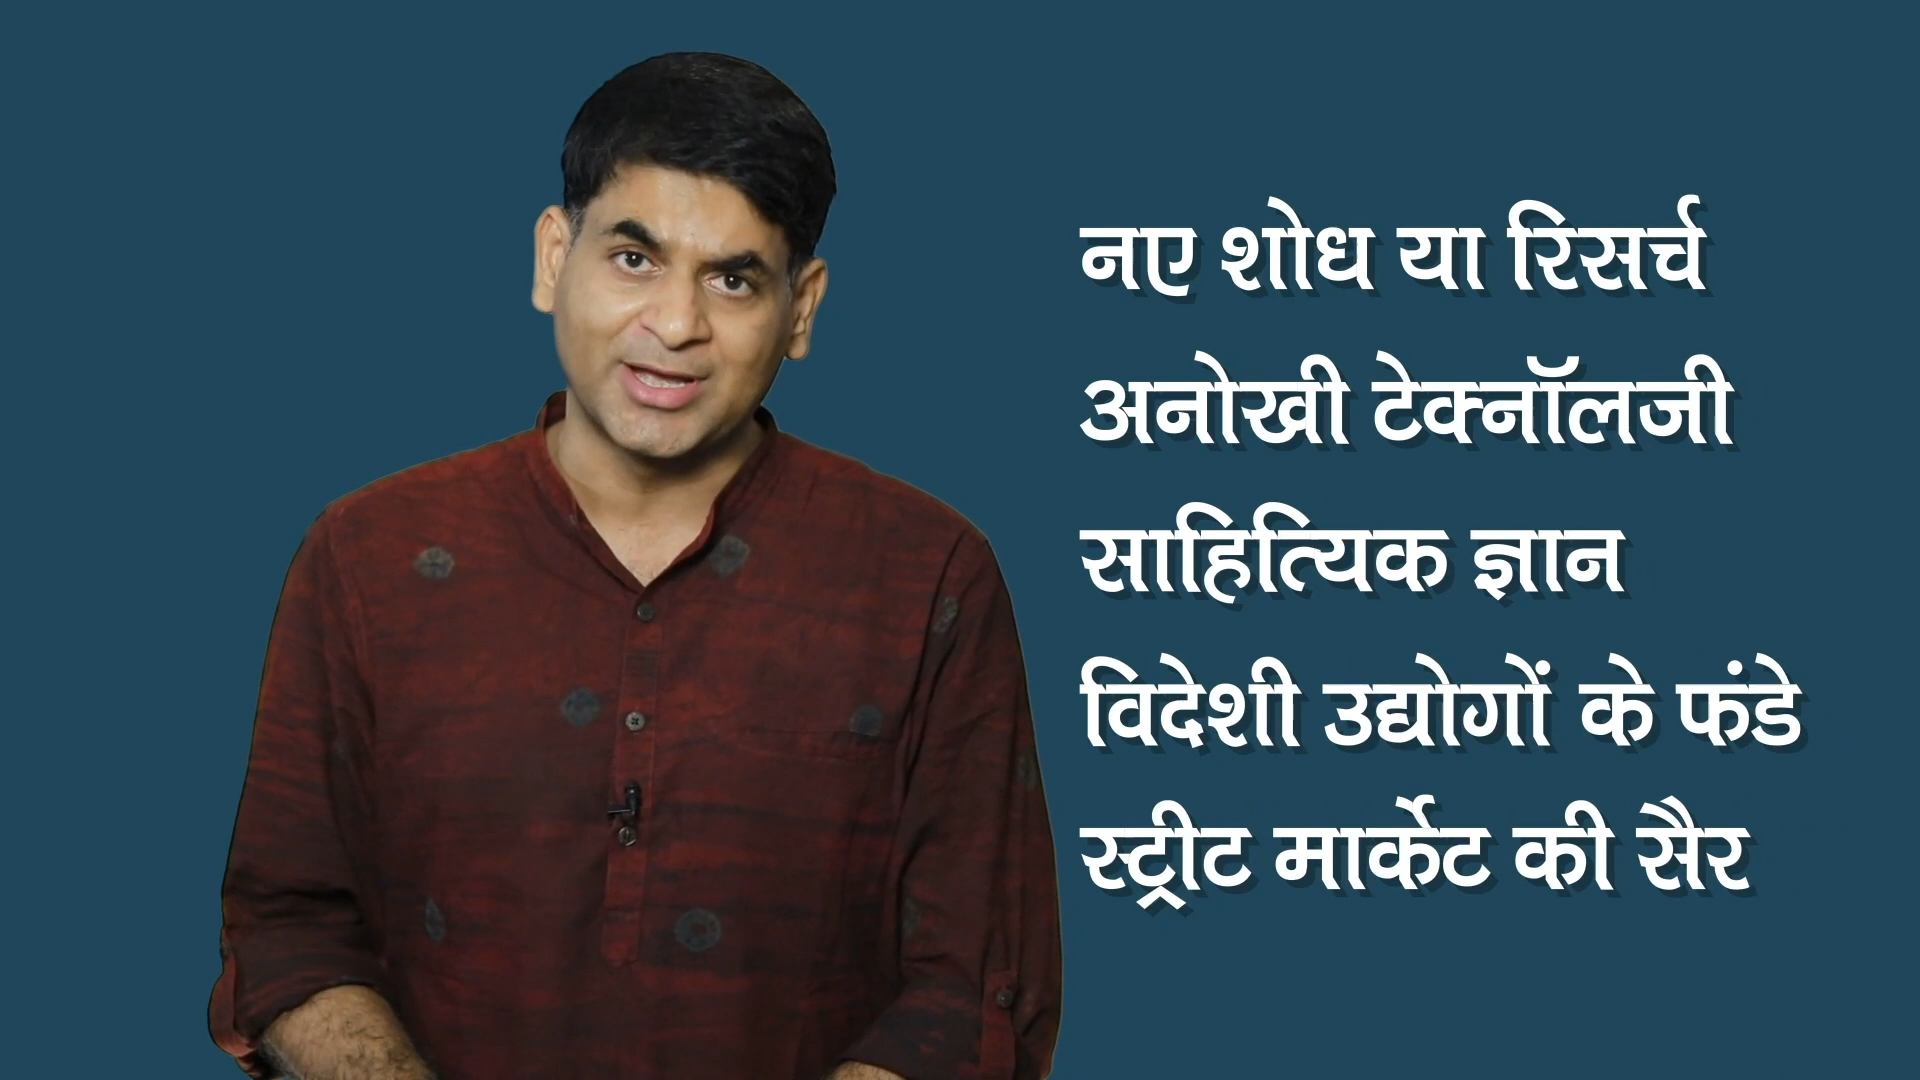 नए शोध या रिसर्च
अनोखी टेक्नॉलजी
साहित्यिक ज्ञान
विदेशी उद्योगों के फंडे
स्ट्रीट मार्केट की सैर